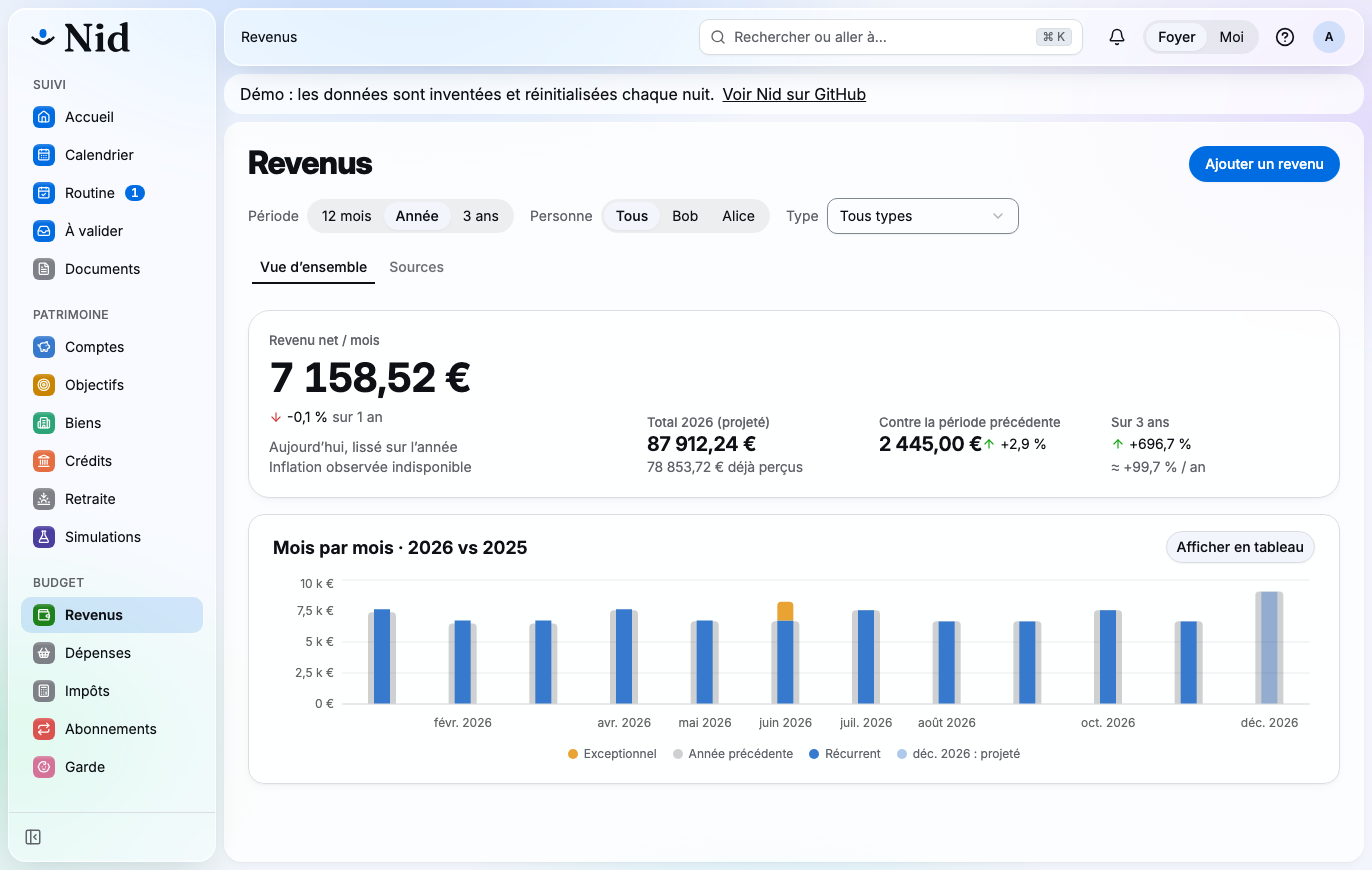 Nid
SUIVI
Accueil
Calendrier
Routine 1
À valider
Documents
PATRIMOINE
Comptes
Objectifs
Biens
Crédits
Retraite
Simulations
BUDGET
Revenus
Dépenses
Impôts
Abonnements
Garde
Revenus
Rechercher ou aller à...
⌘ K
Foyer Moi
A
Démo : les données sont inventées et réinitialisées chaque nuit. Voir Nid sur GitHub
Revenus
Ajouter un revenu
Période 12 mois Année 3 ans Personne Tous Bob Alice Type Tous types
Vue d’ensemble Sources
Revenu net / mois
7 158,52 €
-0,1 % sur 1 an
Aujourd’hui, lissé sur l’année
Inflation observée indisponible
Total 2026 (projeté)
87 912,24 €
78 853,72 € déjà perçus
Contre la période précédente
2 445,00 € +2,9 %
Sur 3 ans
+696,7 %
≈ +99,7 % / an
Mois par mois · 2026 vs 2025
Afficher en tableau
10 k €
7,5 k €
5 k €
2,5 k €
0 €
févr. 2026 avr. 2026 mai 2026 juin 2026 juil. 2026 août 2026 oct. 2026 déc. 2026
Exceptionnel Année précédente Récurrent déc. 2026 : projeté